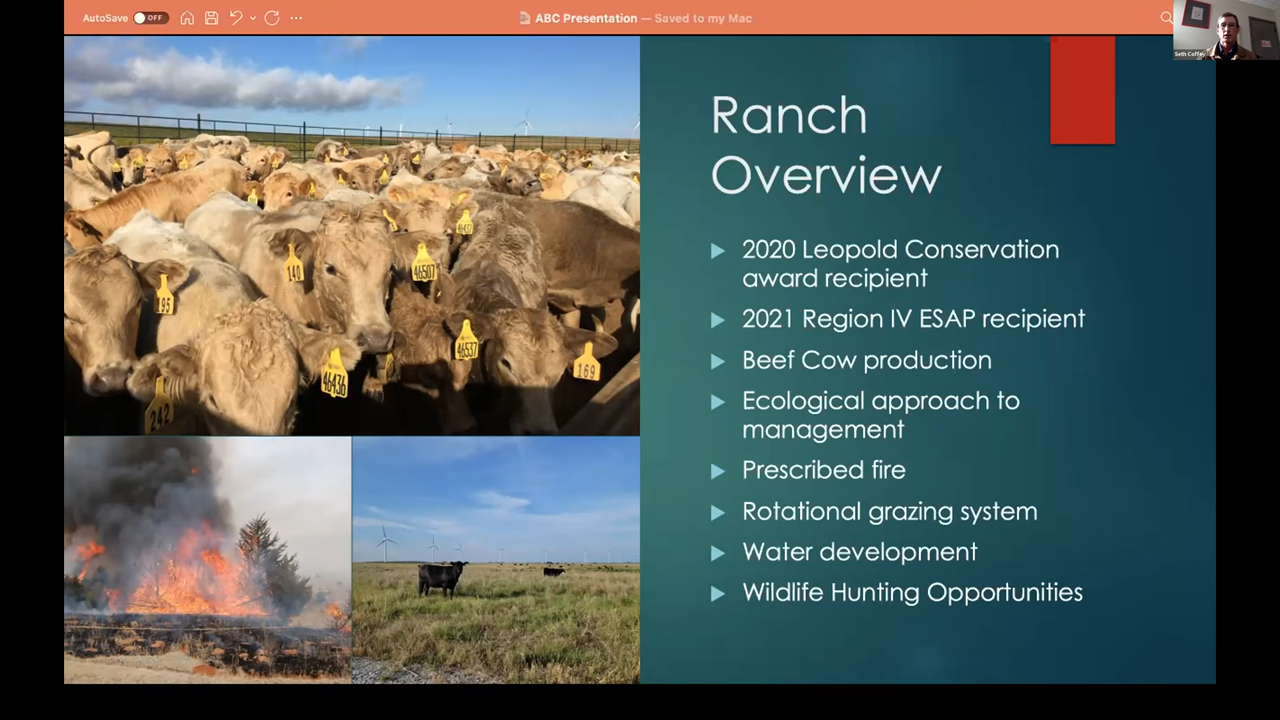 AutoSave OFF
ABC Presentation — Saved to my Mac
Seth Coffey
Ranch
Overview
2020 Leopold Conservation
award recipient
2021 Region IV ESAP recipient
Beef Cow production
Ecological approach to
management
Prescribed fire
Rotational grazing system
Water development
Wildlife Hunting Opportunities
140
46507
195
46537
169
46436
242